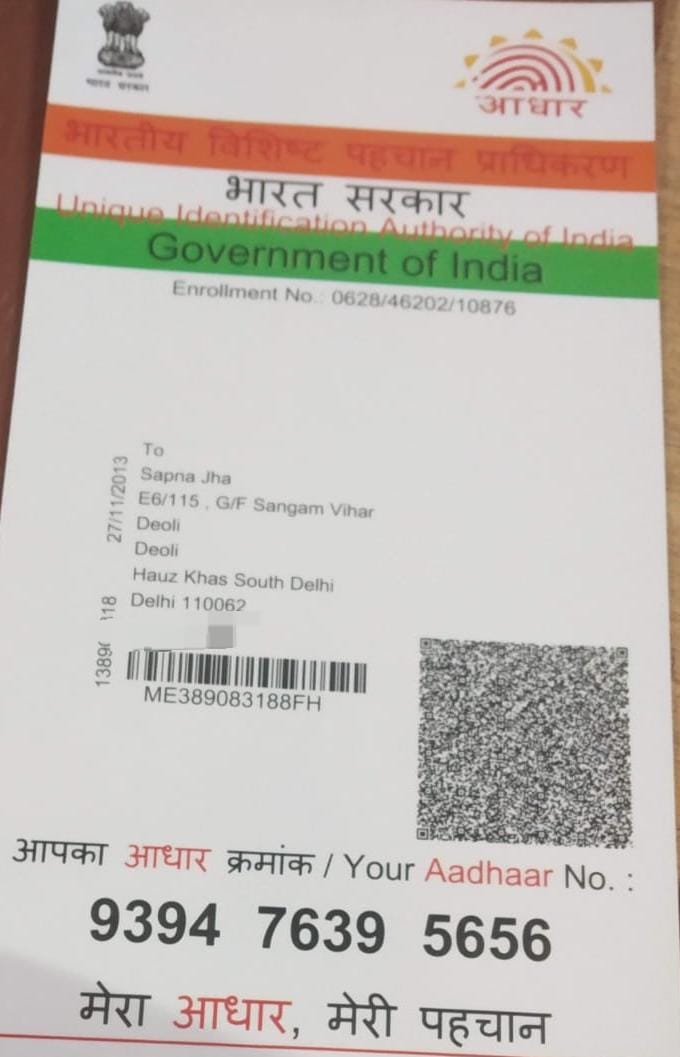 भारत सरकार
आधार
भारतीय विशिष्ट पहचान प्राधिकरण
भारत सरकार
Unique Identification Authority of India
Government of India
Enrollment No.: 0628/46202/10876
27/11/2013
To
Sapna Jha
E6/115 , G/F Sangam Vihar
Deoli
Deoli
Hauz Khas South Delhi
Delhi 110062
ME389083188FH
आपका आधार क्रमांक / Your Aadhaar No. :
9394 7639 5656
मेरा आधार, मेरी पहचान